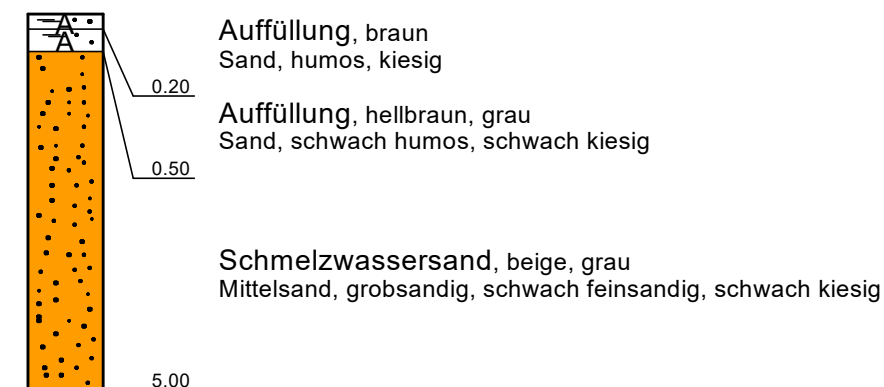 A
A
Auffüllung, braun
Sand, humos, kiesig
0.20
Auffüllung, hellbraun, grau
Sand, schwach humos, schwach kiesig
0.50
Schmelzwassersand, beige, grau
Mittelsand, grobsandig, schwach feinsandig, schwach kiesig
5.00